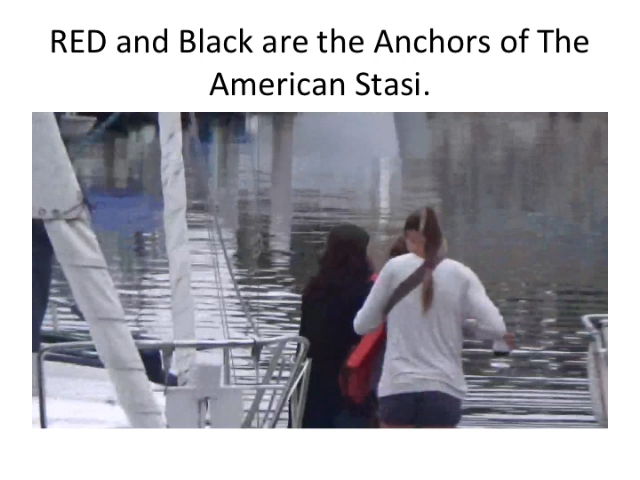 RED and Black are the Anchors of The
American Stasi.